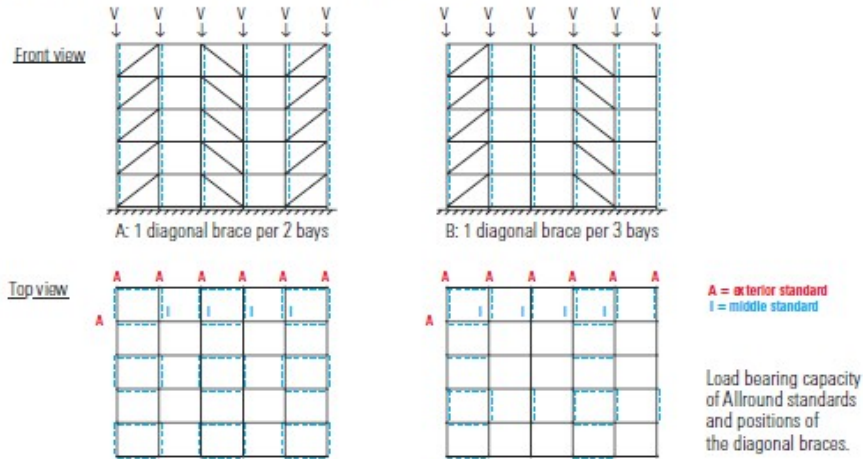 V V V V V V
V V V V V V
Front view
A: 1 diagonal brace per 2 bays
B: 1 diagonal brace per 3 bays
Top view
A A A A A A
A A A A A A
A = exterior standard
I = middle standard
I I I I
I I I I
A
A
Load bearing capacity
of Allround standards
and positions of
the diagonal braces.